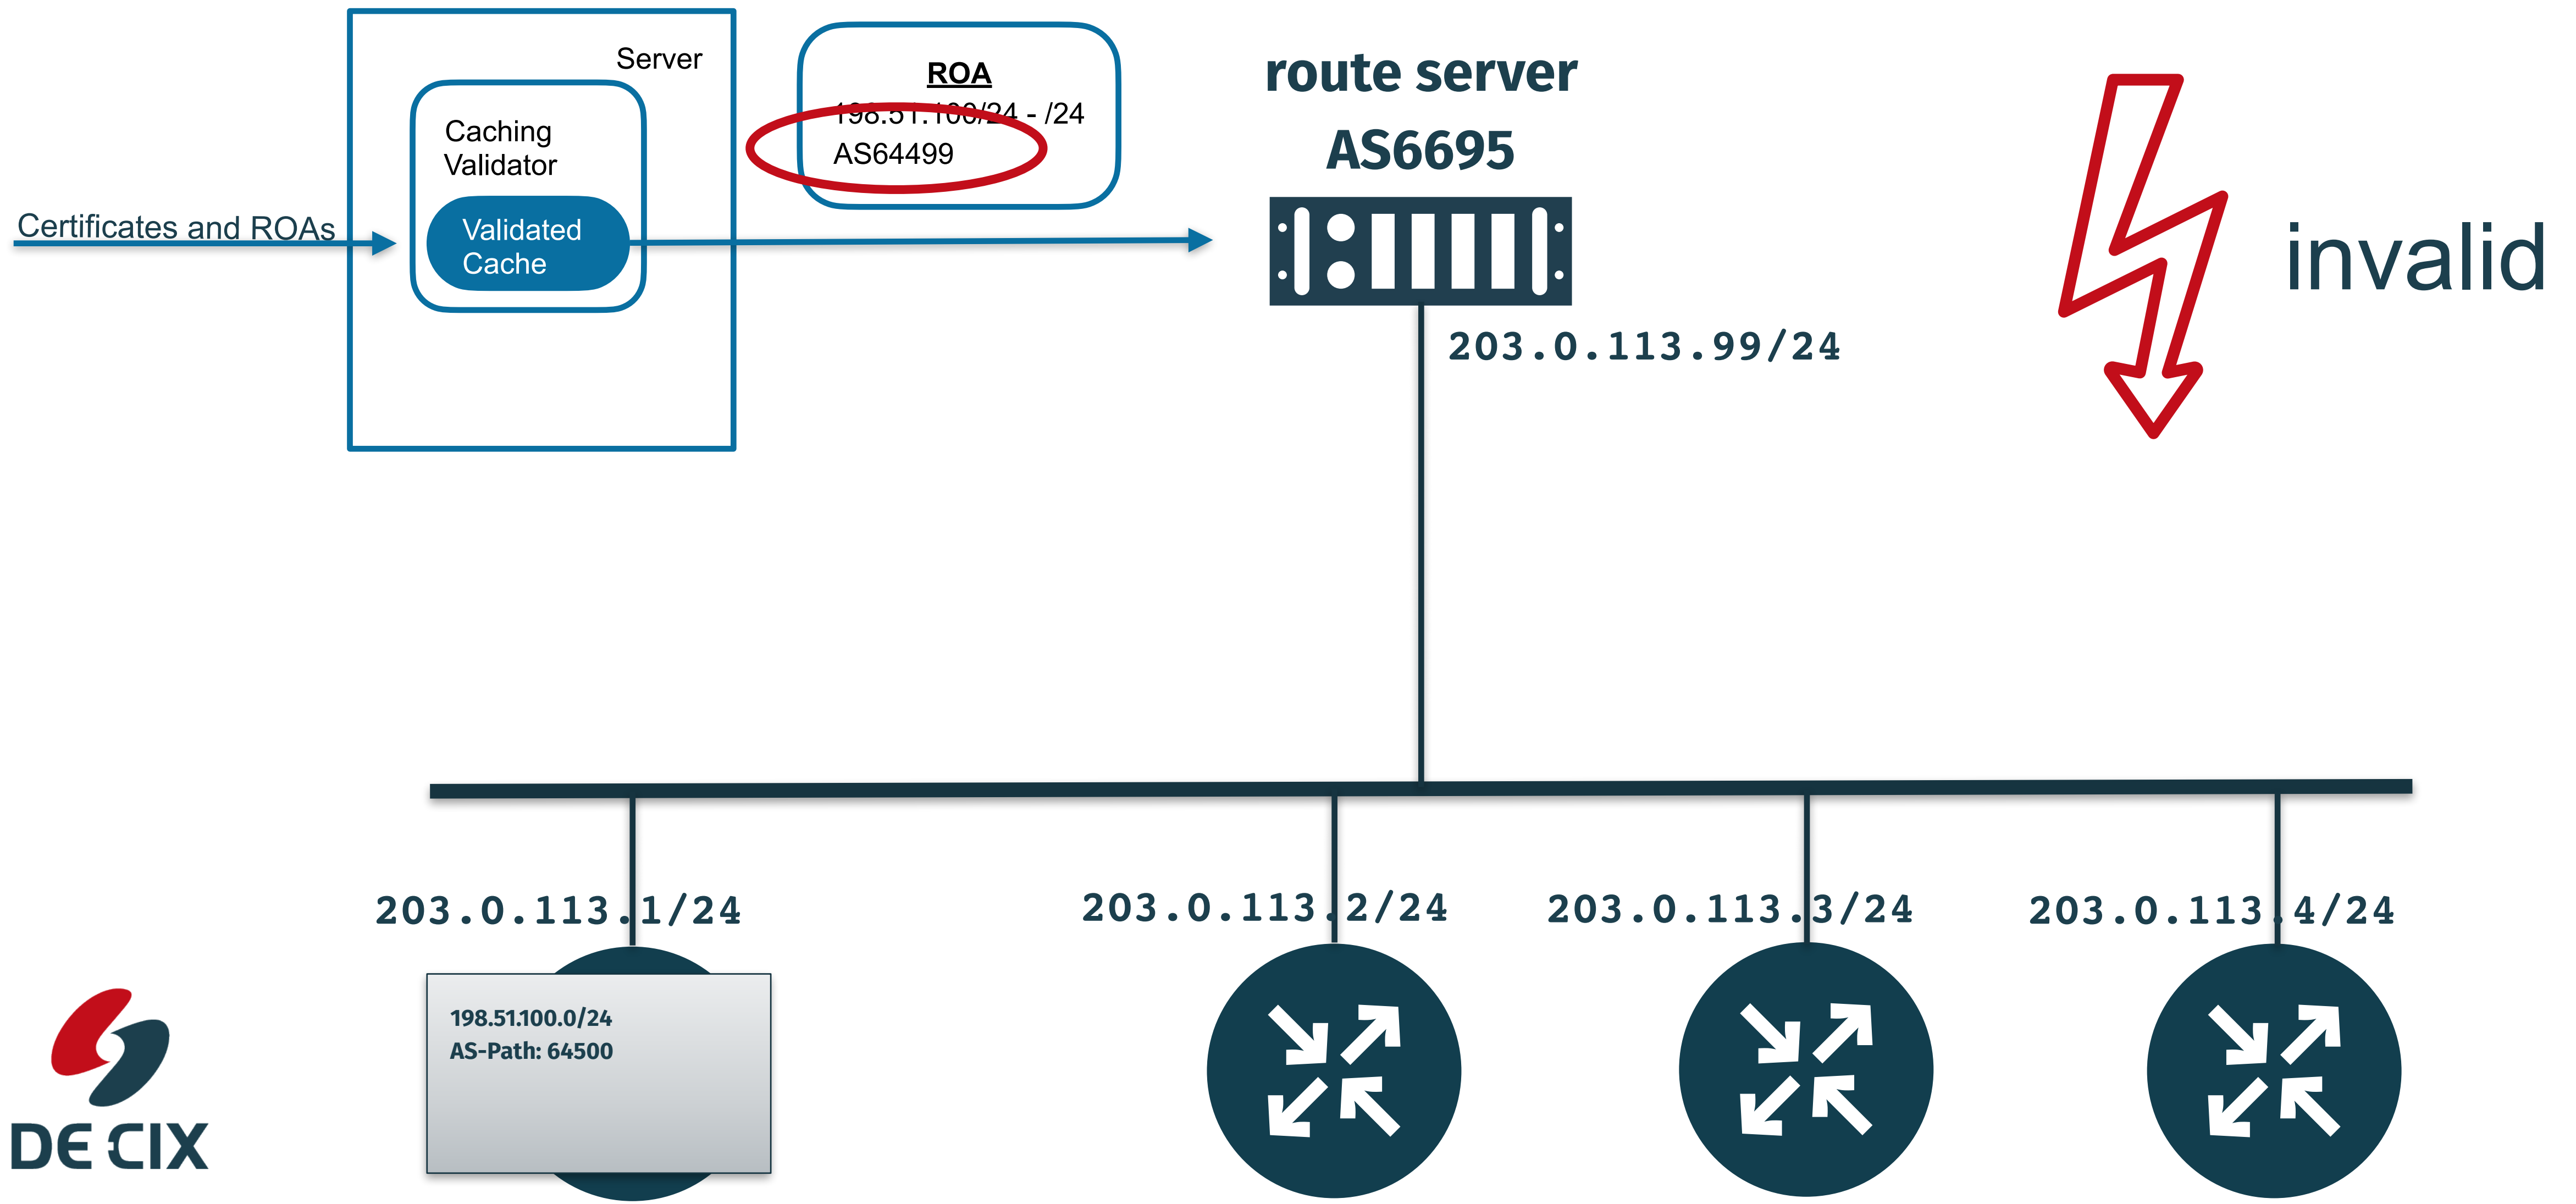 Server
ROA
198.51.100/24 - /24
AS64499
Caching
Validator
Validated
Cache
Certificates and ROAs
route server
AS6695
invalid
203.0.113.99/24
203.0.113.1/24
203.0.113.2/24
203.0.113.3/24
203.0.113.4/24
198.51.100.0/24
AS-Path: 64500
DE CIX